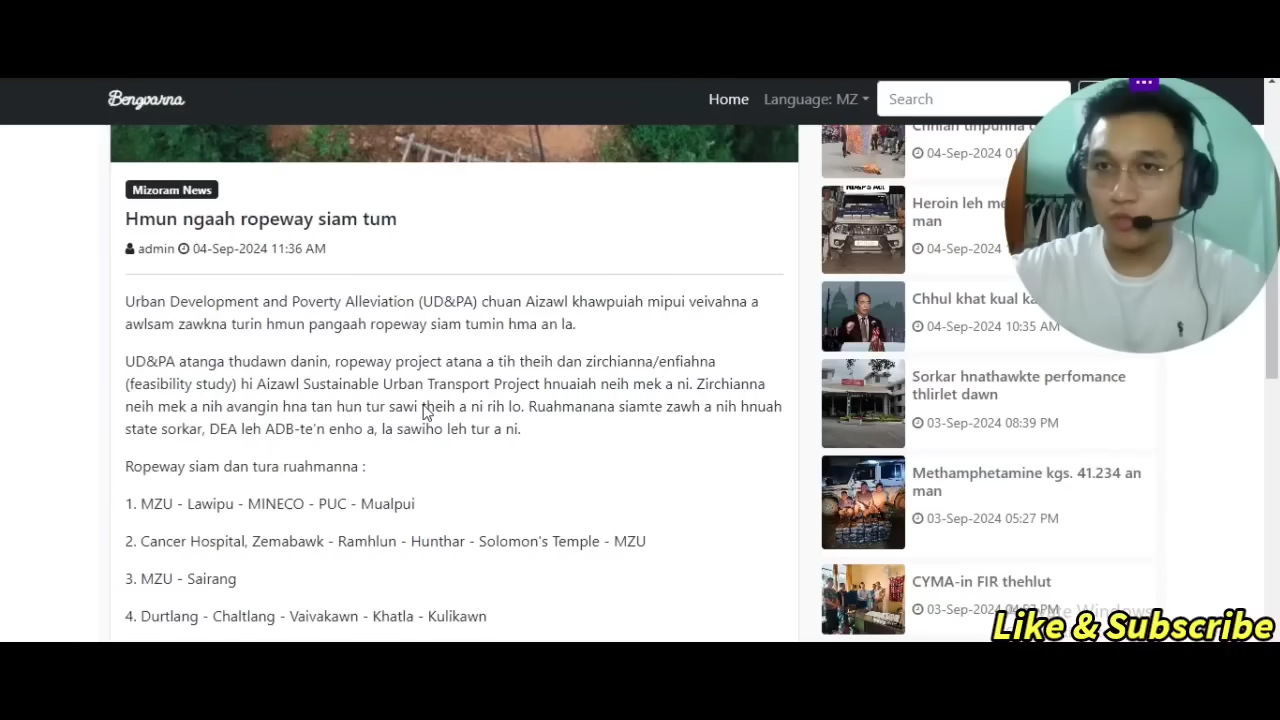 Bengvarna
Home
Language: MZ
Search
Mizoram News
Hmun ngaah ropeway siam tum
admin 04-Sep-2024 11:36 AM
Urban Development and Poverty Alleviation (UD&PA) chuan Aizawl khawpuiah mipui veivahna a
awlsam zawkna turin hmun pangaah ropeway siam tumin hma an la.
UD&PA atanga thudawn danin, ropeway project atana a tih theih dan zirchianna/enfiahna
(feasibility study) hi Aizawl Sustainable Urban Transport Project hnuaiah neih mek a ni. Zirchianna
neih mek a nih avangin hna tan hun tur sawi theih a ni rih lo. Ruahmanana siamte zawh a nih hnuah
state sorkar, DEA leh ADB-te'n enho a, la sawiho leh tur a ni.
Ropeway siam dan tura ruahmanna :
1. MZU - Lawipu - MINECO - PUC - Mualpui
2. Cancer Hospital, Zemabawk - Ramhlun - Hunthar - Solomon's Temple - MZU
3. MZU - Sairang
4. Durtlang - Chaltlang - Vaivakawn - Khatla - Kulikawn
04-Sep-2024
Heroin leh
man
04-Sep-2024
Chhul khat kual
04-Sep-2024 10:35 AM
Sorkar hnathawkte perfomance
thlirlet dawn
03-Sep-2024 08:39 PM
Methamphetamine kgs. 41.234 an
man
03-Sep-2024 05:27 PM
CYMA-in FIR thehlut
03-Sep-2024
Windows
Like & Subscribe